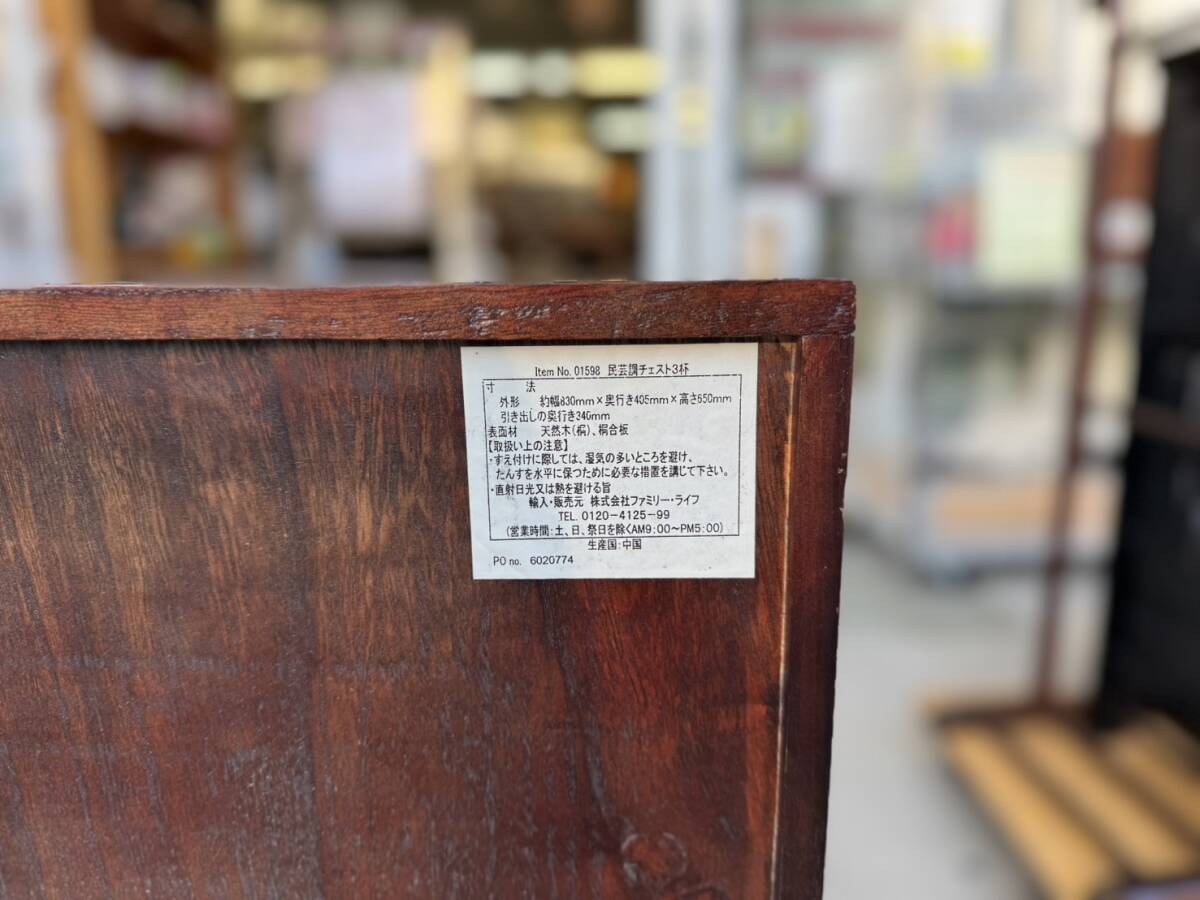 Item No. 01598 民芸調チェスト3杯
寸 法
外形 約幅830mm×奥行き405mm×高さ650mm
引き出しの奥行き340mm
表面材 天然木(桐)、桐合板
【取扱い上の注意】
・すえ付けに際しては、湿気の多いところを避け、
たんすを水平に保つために必要な措置を講じて下さい。
・直射日光又は熱を避ける旨
輸入・販売元 株式会社ファミリー・ライフ
TEL. 0120-4125-99
(営業時間:土、日、祭日を除くAM9:00~PM5:00)
生産国:中国
PO no. 6020774